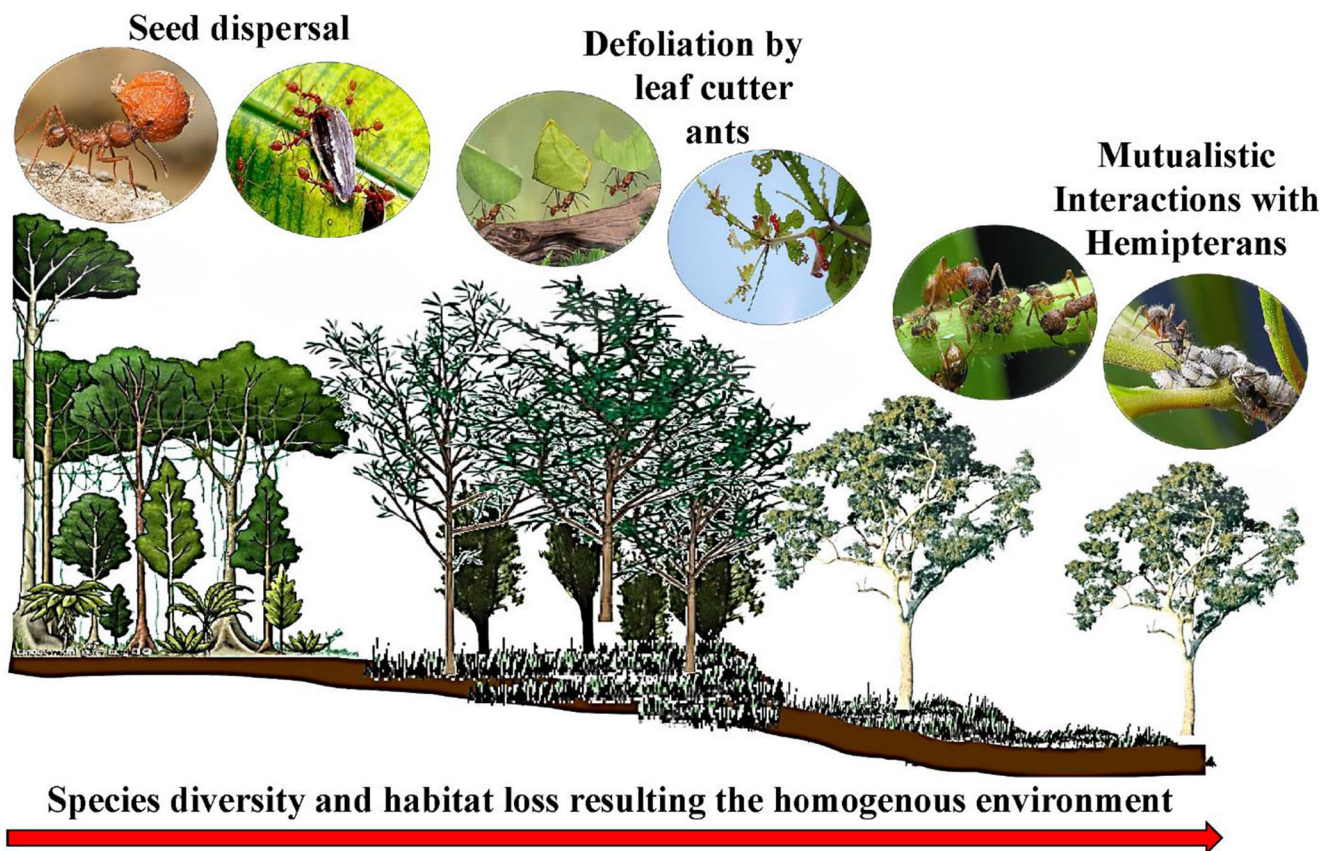 Seed dispersal
Defoliation by
leaf cutter
ants
Mutualistic
Interactions with
Hemipterans
Species diversity and habitat loss resulting the homogenous environment